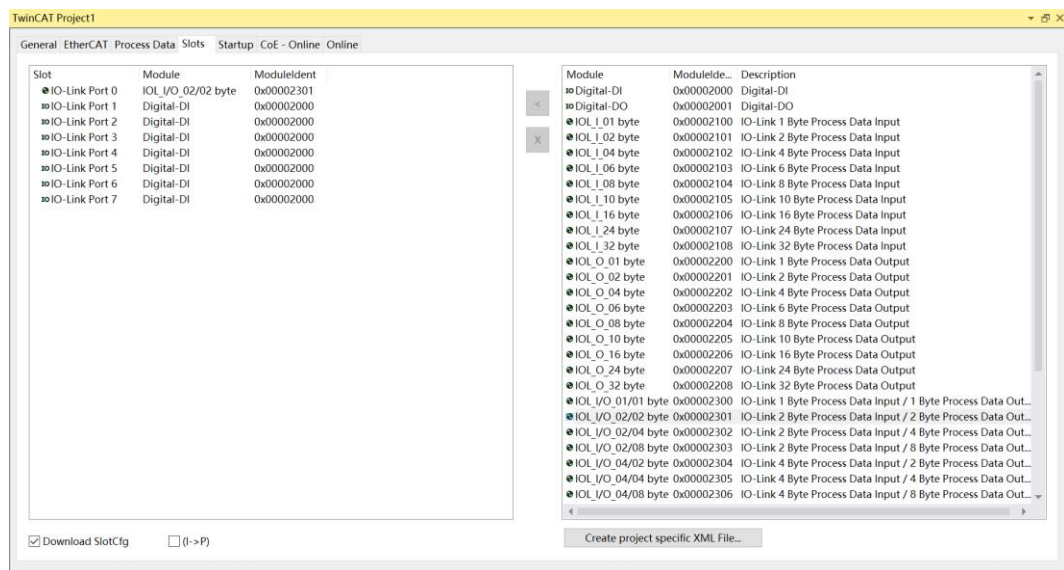 TwinCAT Project1
General EtherCAT Process Data Slots Startup CoE - Online Online
Slot Module ModuleIdent
IO-Link Port 0 IOL_I/O_02/02 byte 0x00002301
IO-Link Port 1 Digital-DI 0x00002000
IO-Link Port 2 Digital-DI 0x00002000
IO-Link Port 3 Digital-DI 0x00002000
IO-Link Port 4 Digital-DI 0x00002000
IO-Link Port 5 Digital-DI 0x00002000
IO-Link Port 6 Digital-DI 0x00002000
IO-Link Port 7 Digital-DI 0x00002000
<
X
Module ModuleIde... Description
Digital-DI 0x00002000 Digital-DI
Digital-DO 0x00002001 Digital-DO
IOL_I_01 byte 0x00002100 IO-Link 1 Byte Process Data Input
IOL_I_02 byte 0x00002101 IO-Link 2 Byte Process Data Input
IOL_I_04 byte 0x00002102 IO-Link 4 Byte Process Data Input
IOL_I_06 byte 0x00002103 IO-Link 6 Byte Process Data Input
IOL_I_08 byte 0x00002104 IO-Link 8 Byte Process Data Input
IOL_I_10 byte 0x00002105 IO-Link 10 Byte Process Data Input
IOL_I_16 byte 0x00002106 IO-Link 16 Byte Process Data Input
IOL_I_24 byte 0x00002107 IO-Link 24 Byte Process Data Input
IOL_I_32 byte 0x00002108 IO-Link 32 Byte Process Data Input
IOL_O_01 byte 0x00002200 IO-Link 1 Byte Process Data Output
IOL_O_02 byte 0x00002201 IO-Link 2 Byte Process Data Output
IOL_O_04 byte 0x00002202 IO-Link 4 Byte Process Data Output
IOL_O_06 byte 0x00002203 IO-Link 6 Byte Process Data Output
IOL_O_08 byte 0x00002204 IO-Link 8 Byte Process Data Output
IOL_O_10 byte 0x00002205 IO-Link 10 Byte Process Data Output
IOL_O_16 byte 0x00002206 IO-Link 16 Byte Process Data Output
IOL_O_24 byte 0x00002207 IO-Link 24 Byte Process Data Output
IOL_O_32 byte 0x00002208 IO-Link 32 Byte Process Data Output
IOL_I/O_01/01 byte 0x00002300 IO-Link 1 Byte Process Data Input / 1 Byte Process Data Out...
IOL_I/O_02/02 byte 0x00002301 IO-Link 2 Byte Process Data Input / 2 Byte Process Data Out...
IOL_I/O_02/04 byte 0x00002302 IO-Link 2 Byte Process Data Input / 4 Byte Process Data Out...
IOL_I/O_02/08 byte 0x00002303 IO-Link 2 Byte Process Data Input / 8 Byte Process Data Out...
IOL_I/O_04/02 byte 0x00002304 IO-Link 4 Byte Process Data Input / 2 Byte Process Data Out...
IOL_I/O_04/04 byte 0x00002305 IO-Link 4 Byte Process Data Input / 4 Byte Process Data Out...
IOL_I/O_04/08 byte 0x00002306 IO-Link 4 Byte Process Data Input / 8 Byte Process Data Out...
Download SlotCfg (I->P)
Create project specific XML File...